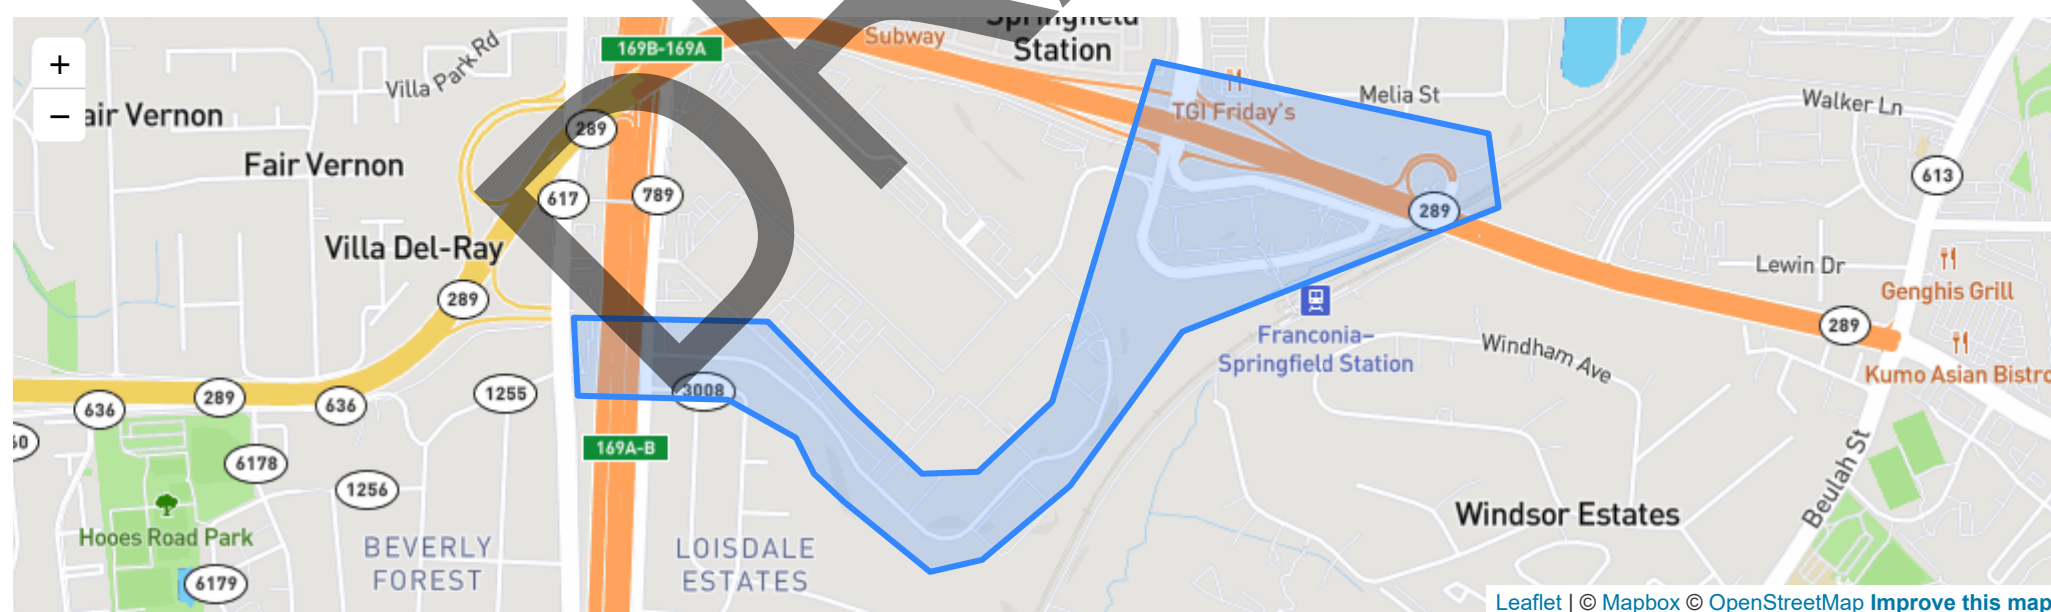 Springfield
Station
Subway
169B-169A
+
−
Villa Park Rd
air Vernon
Fair Vernon
289
TGI Friday's
Melia St
Walker Ln
613
617
789
289
Villa Del-Ray
289
Lewin Dr
Genghis Grill
289
Franconia-
Springfield Station
Windham Ave
Kumo Asian Bistro
636
289
636
1255
3008
60
169A-B
6178
1256
Beulah St
Windsor Estates
Hooes Road Park
BEVERLY
FOREST
LOISDALE
ESTATES
6179
Leaflet | © Mapbox © OpenStreetMap Improve this map